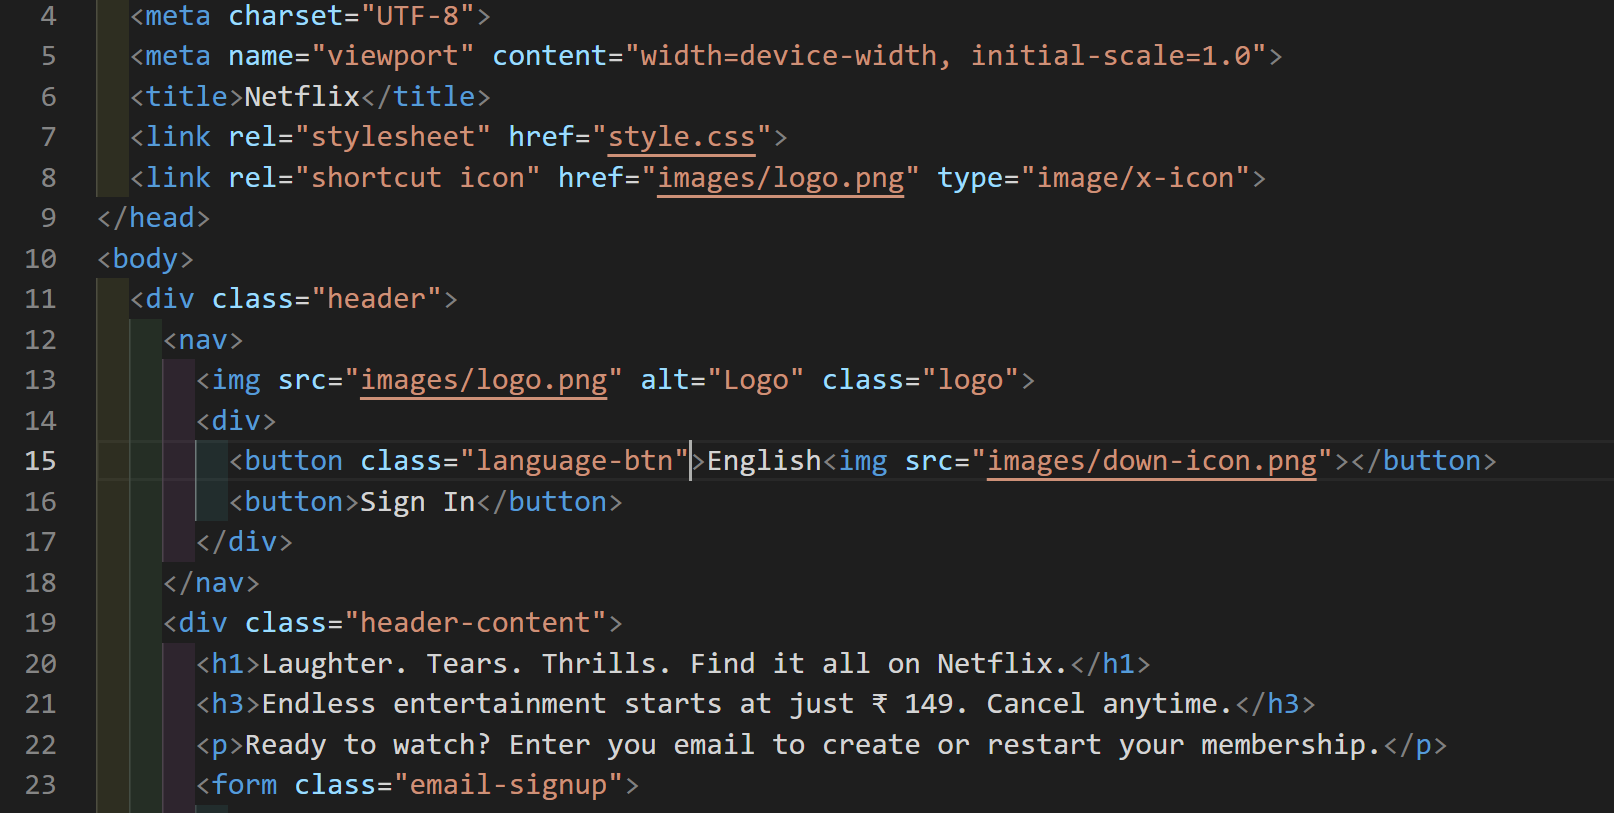 4 <meta charset="UTF-8">
5 <meta name="viewport" content="width=device-width, initial-scale=1.0">
6 <title>Netflix</title>
7 <link rel="stylesheet" href="style.css">
8 <link rel="shortcut icon" href="images/logo.png" type="image/x-icon">
9 </head>
10 <body>
11 <div class="header">
12 <nav>
13 <img src="images/logo.png" alt="Logo" class="logo">
14 <div>
15 <button class="language-btn">English<img src="images/down-icon.png"></button>
16 <button>Sign In</button>
17 </div>
18 </nav>
19 <div class="header-content">
20 <h1>Laughter. Tears. Thrills. Find it all on Netflix.</h1>
21 <h3>Endless entertainment starts at just ₹ 149. Cancel anytime.</h3>
22 <p>Ready to watch? Enter you email to create or restart your membership.</p>
23 <form class="email-signup">